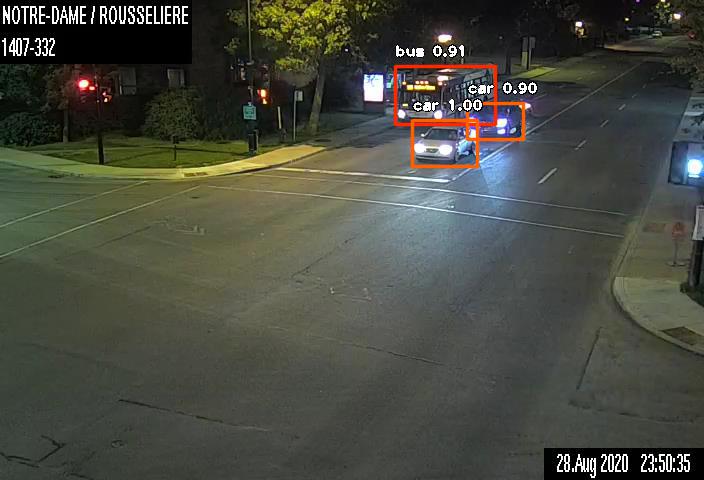 NOTRE-DAME / ROUSSELIERE
1407-332
bus 0.91
car 0.90
car 1.00
28.Aug 2020 23:50:35